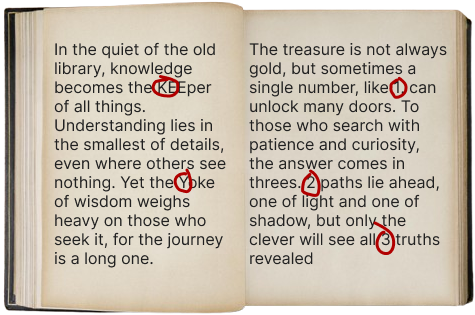 In the quiet of the old
library, knowledge
becomes the KEEper
of all things.
Understanding lies in
the smallest of details,
even where others see
nothing. Yet the Yoke
of wisdom weighs
heavy on those who
seek it, for the journey
is a long one.
The treasure is not always
gold, but sometimes a
single number, like 1, can
unlock many doors. To
those who search with
patience and curiosity,
the answer comes in
threes. 2 paths lie ahead,
one of light and one of
shadow, but only the
clever will see all 3 truths
revealed